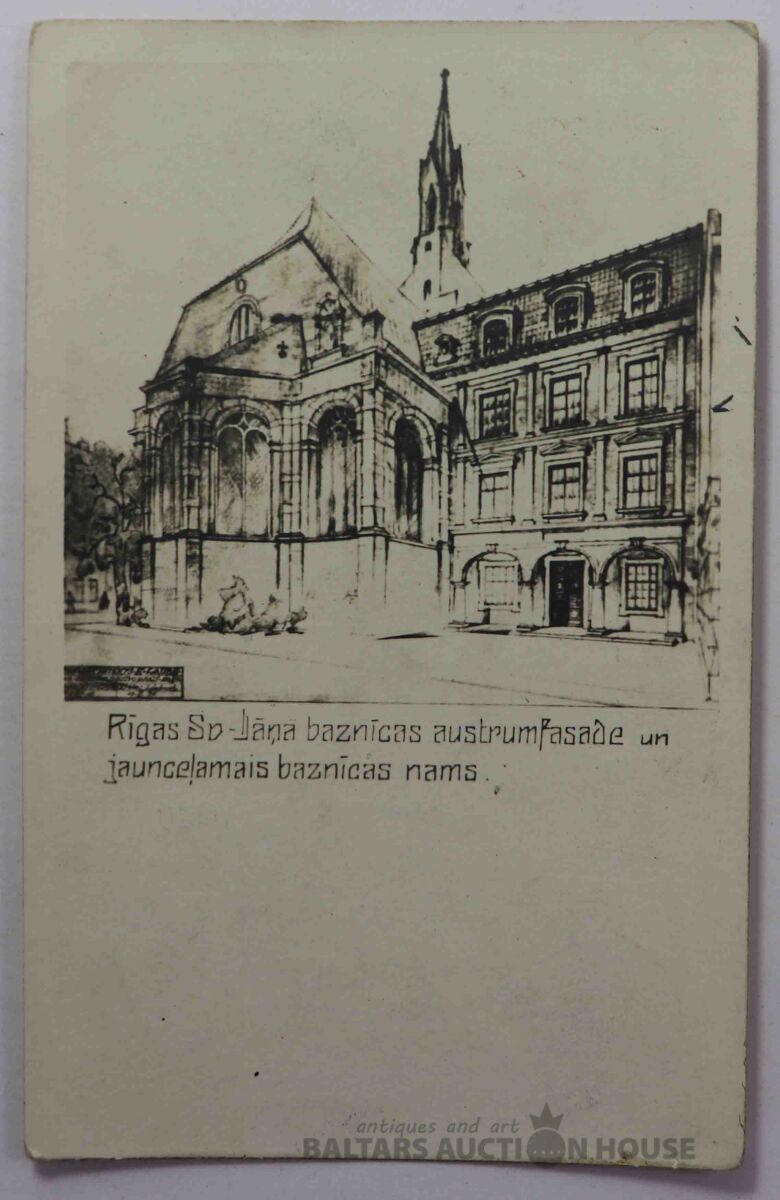 Rīgas Sv-Jāņa baznīcas austrumfasade un
jaunceļamais baznīcas nams.
antiques and art
BALTARS AUCTION HOUSE